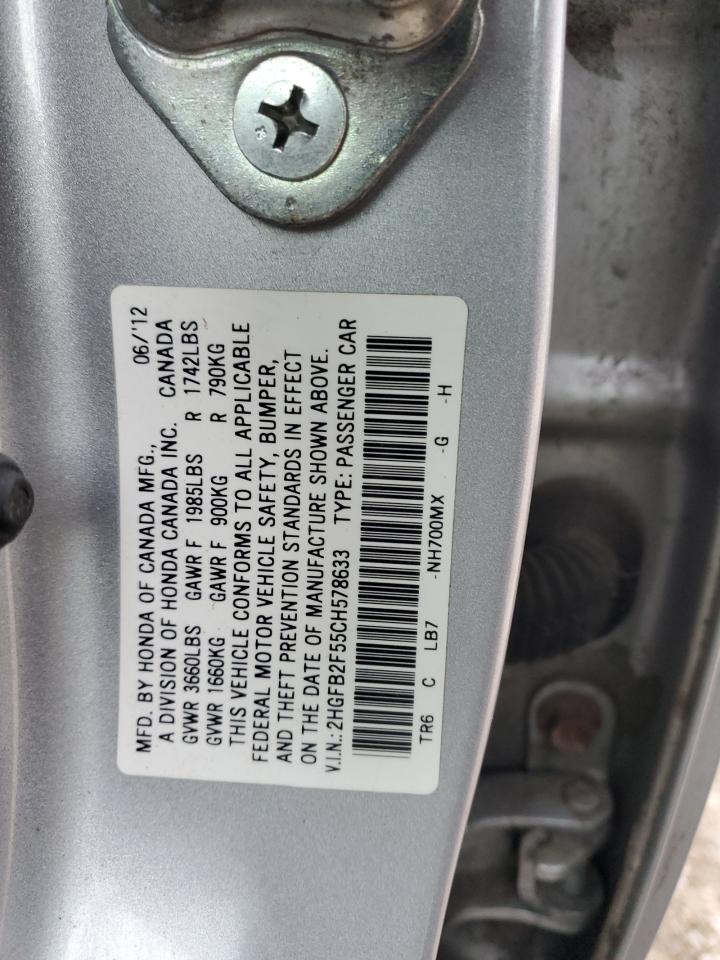 MFD. BY HONDA OF CANADA MFG., 06/'12
A DIVISION OF HONDA CANADA INC. CANADA
GVWR 3660LBS GAWR F 1985LBS R 1742LBS
GVWR 1660KG GAWR F 900KG R 790KG
THIS VEHICLE CONFORMS TO ALL APPLICABLE
FEDERAL MOTOR VEHICLE SAFETY, BUMPER,
AND THEFT PREVENTION STANDARDS IN EFFECT
ON THE DATE OF MANUFACTURE SHOWN ABOVE.
V.I.N.: 2HGFB2F55CH578633 TYPE: PASSENGER CAR
TR6 C LB7 -NH700MX -G -H